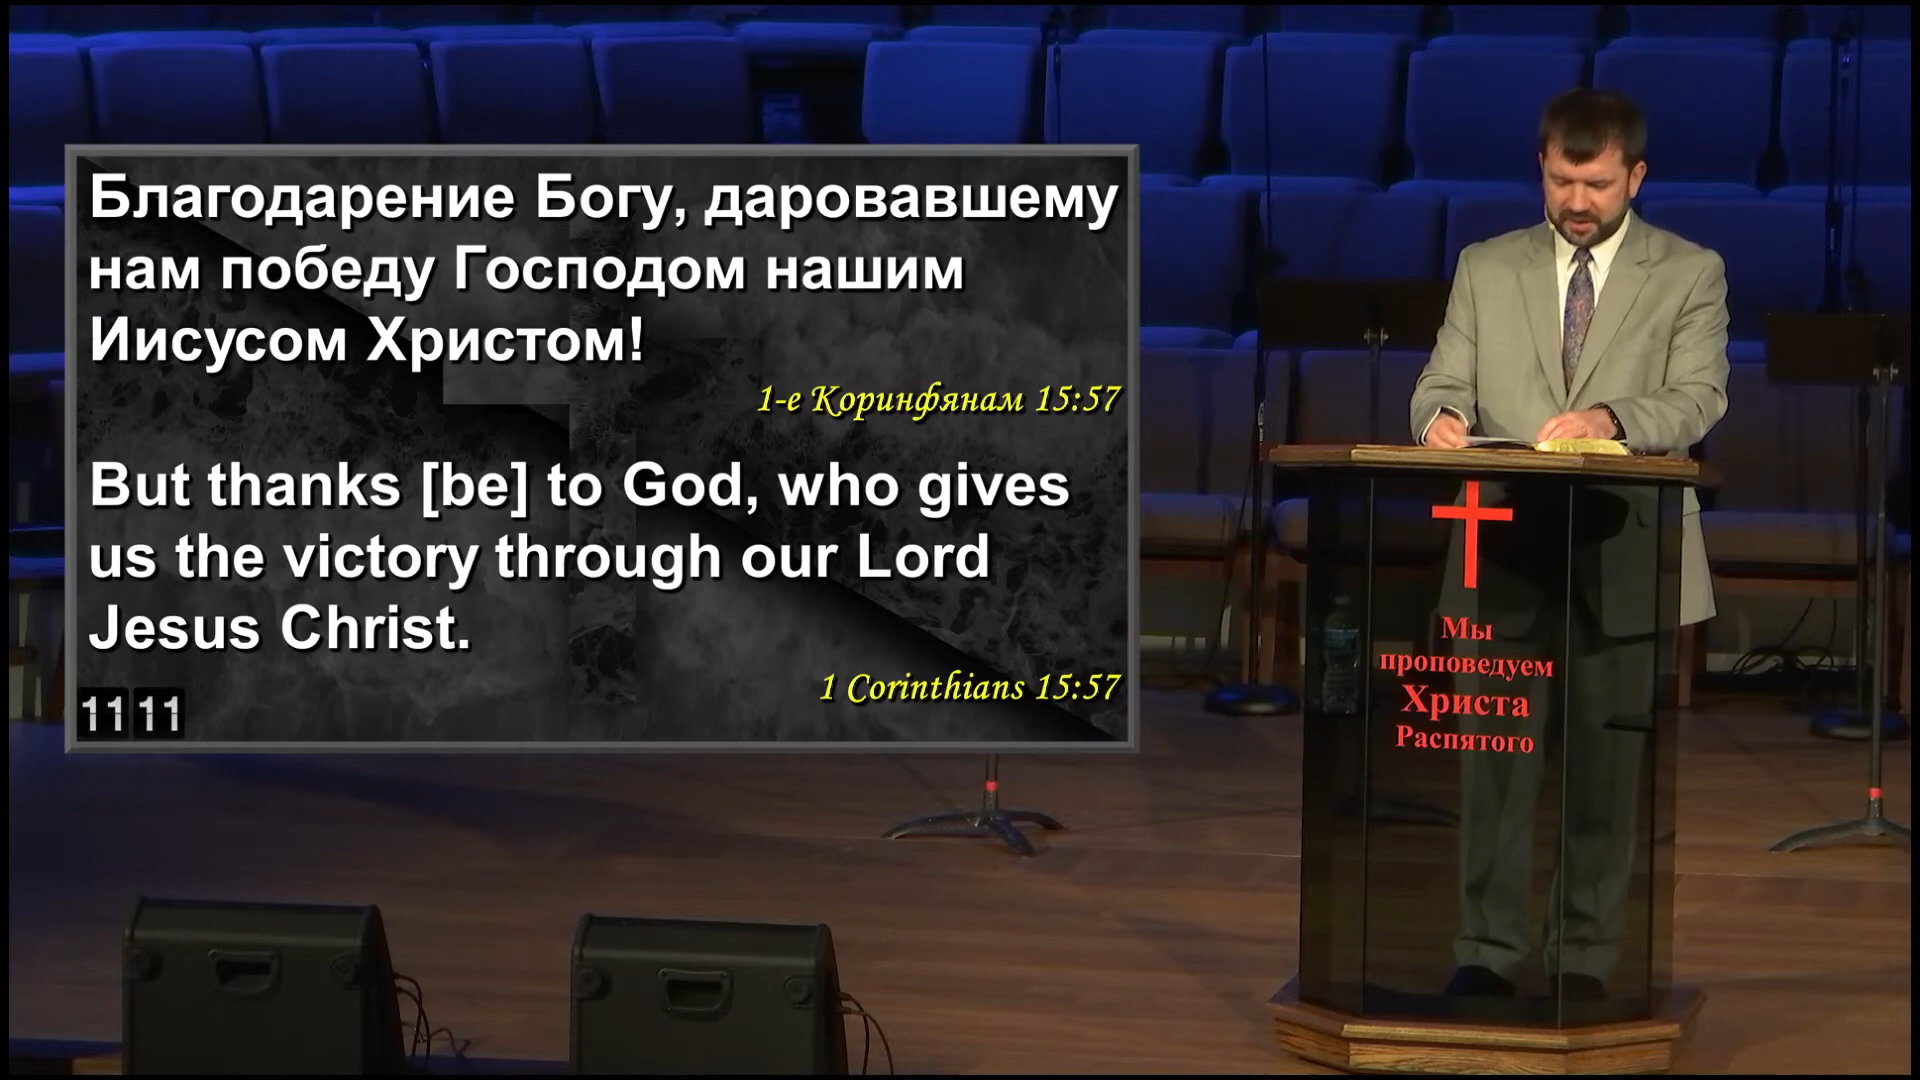 Благодарение Богу, даровавшему
нам победу Господом нашим
Иисусом Христом!
1-е Коринфянам 15:57
But thanks [be] to God, who gives
us the victory through our Lord
Jesus Christ.
1 Corinthians 15:57
11 11
Мы
проповедуем
Христа
Распятого